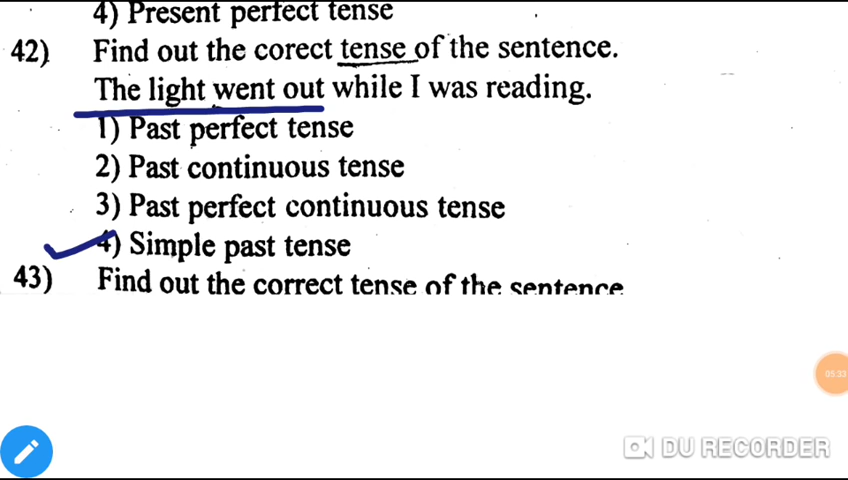 4) Present perfect tense
42) Find out the corect tense of the sentence.
The light went out while I was reading.
1) Past perfect tense
2) Past continuous tense
3) Past perfect continuous tense
4) Simple past tense
43) Find out the correct tense of the sentence
05:33
DU RECORDER